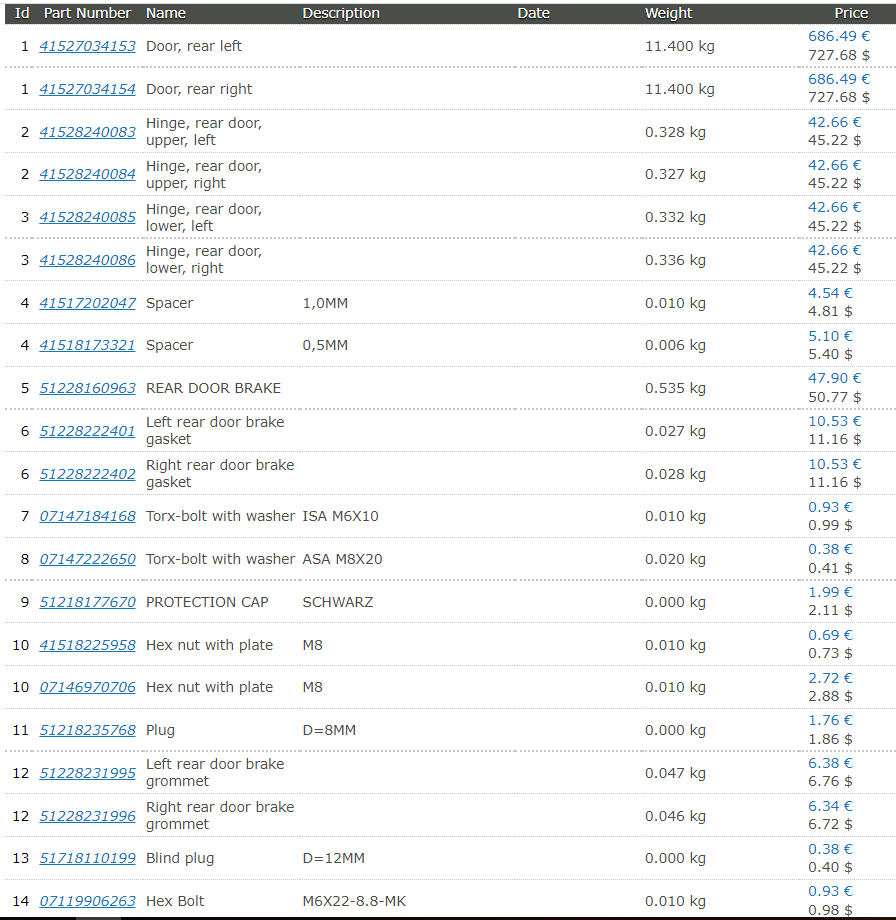 Id Part Number Name Description Date Weight Price
1 41527034153 Door, rear left 11.400 kg 686.49 €
727.68 $
1 41527034154 Door, rear right 11.400 kg 686.49 €
727.68 $
2 41528240083 Hinge, rear door, 0.328 kg 42.66 €
upper, left 45.22 $
2 41528240084 Hinge, rear door, 0.327 kg 42.66 €
upper, right 45.22 $
3 41528240085 Hinge, rear door, 0.332 kg 42.66 €
lower, left 45.22 $
3 41528240086 Hinge, rear door, 0.336 kg 42.66 €
lower, right 45.22 $
4 41517202047 Spacer 1,0MM 0.010 kg 4.54 €
4.81 $
4 41518173321 Spacer 0,5MM 0.006 kg 5.10 €
5.40 $
5 51228160963 REAR DOOR BRAKE 0.535 kg 47.90 €
50.77 $
6 51228222401 Left rear door brake 0.027 kg 10.53 €
gasket 11.16 $
6 51228222402 Right rear door brake 0.028 kg 10.53 €
gasket 11.16 $
7 07147184168 Torx-bolt with washer ISA M6X10 0.010 kg 0.93 €
0.99 $
8 07147222650 Torx-bolt with washer ASA M8X20 0.020 kg 0.38 €
0.41 $
9 51218177670 PROTECTION CAP SCHWARZ 0.000 kg 1.99 €
2.11 $
10 41518225958 Hex nut with plate M8 0.010 kg 0.69 €
0.73 $
10 07146970706 Hex nut with plate M8 0.010 kg 2.72 €
2.88 $
11 51218235768 Plug D=8MM 0.000 kg 1.76 €
1.86 $
12 51228231995 Left rear door brake 0.047 kg 6.38 €
grommet 6.76 $
12 51228231996 Right rear door brake 0.046 kg 6.34 €
grommet 6.72 $
13 51718110199 Blind plug D=12MM 0.000 kg 0.38 €
0.40 $
14 07119906263 Hex Bolt M6X22-8.8-MK 0.010 kg 0.93 €
0.98 $